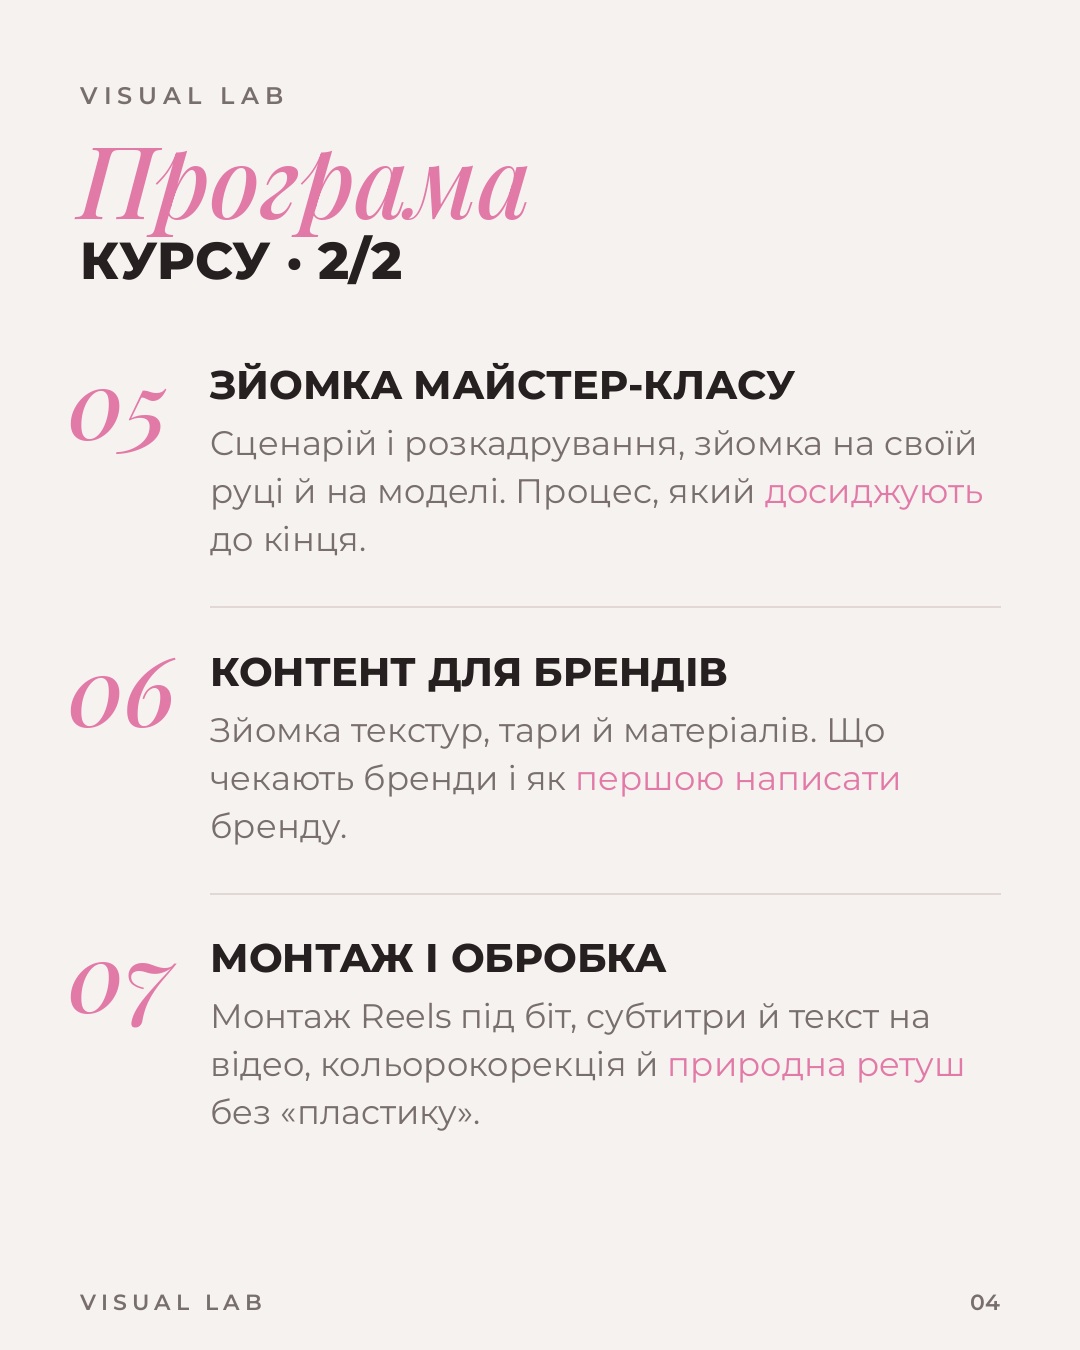 VISUAL LAB
Програма
КУРСУ · 2/2
05
ЗЙОМКА МАЙСТЕР-КЛАСУ
Сценарій і розкадрування, зйомка на своїй
руці й на моделі. Процес, який досиджують
до кінця.
06
КОНТЕНТ ДЛЯ БРЕНДІВ
Зйомка текстур, тари й матеріалів. Що
чекають бренди і як першою написати
бренду.
07
МОНТАЖ І ОБРОБКА
Монтаж Reels під біт, субтитри й текст на
відео, кольорокорекція й природна ретуш
без «пластику».
VISUAL LAB
04